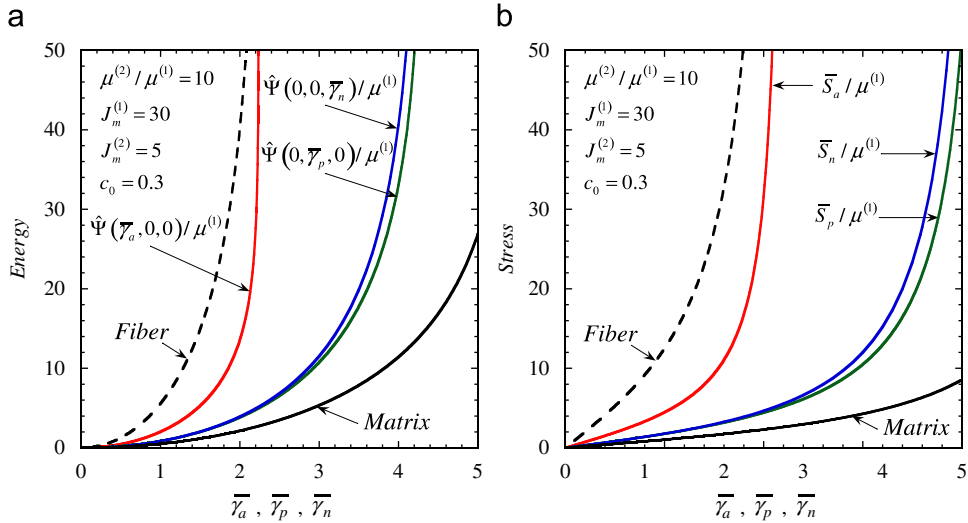 a
50
40
30
20
10
0
Energy
μ^(2) / μ^(1) = 10
J_m^(1) = 30
J_m^(2) = 5
c_0 = 0.3
Ψ̂(0,0,γ̅_n)/μ^(1)
Ψ̂(0,γ̅_p,0)/μ^(1)
Ψ̂(γ̅_a,0,0)/μ^(1)
Fiber
Matrix
0 1 2 3 4 5
γ̅_a , γ̅_p , γ̅_n
b
50
40
30
20
10
0
Stress
μ^(2) / μ^(1) = 10
J_m^(1) = 30
J_m^(2) = 5
c_0 = 0.3
S̅_a / μ^(1)
S̅_n / μ^(1)
S̅_p / μ^(1)
Fiber
Matrix
0 1 2 3 4 5
γ̅_a , γ̅_p , γ̅_n